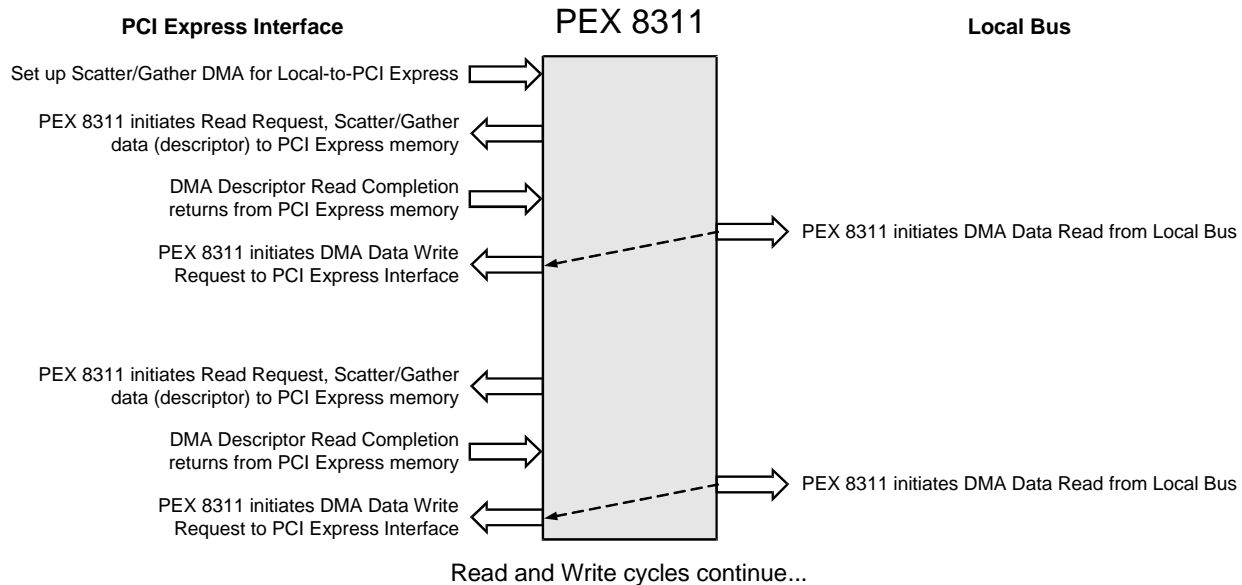 PCI Express Interface
PEX 8311
Local Bus
Set up Scatter/Gather DMA for Local-to-PCI Express
PEX 8311 initiates Read Request, Scatter/Gather
data (descriptor) to PCI Express memory
DMA Descriptor Read Completion
returns from PCI Express memory
PEX 8311 initiates DMA Data Read from Local Bus
PEX 8311 initiates DMA Data Write
Request to PCI Express Interface
PEX 8311 initiates Read Request, Scatter/Gather
data (descriptor) to PCI Express memory
DMA Descriptor Read Completion
returns from PCI Express memory
PEX 8311 initiates DMA Data Read from Local Bus
PEX 8311 initiates DMA Data Write
Request to PCI Express Interface
Read and Write cycles continue...